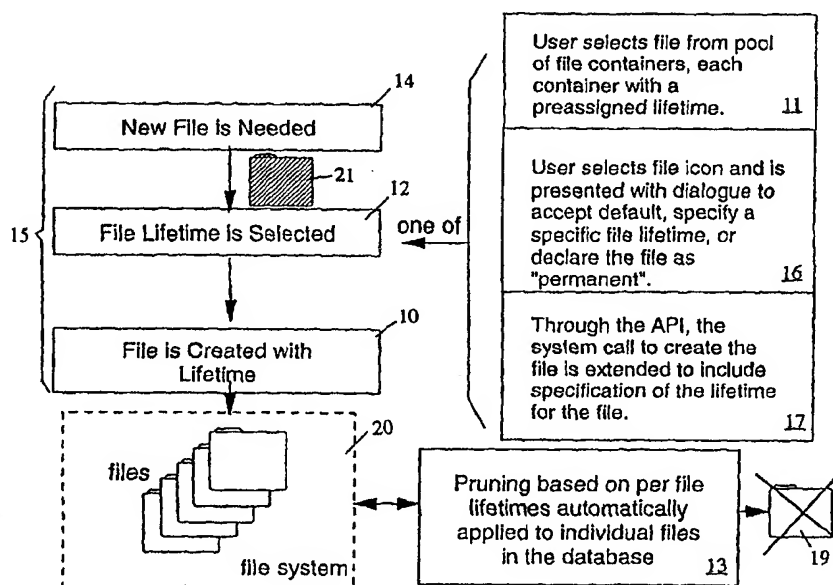 14
New File is Needed
21
12
15
File Lifetime is Selected
one of
10
File is Created with
Lifetime
20
files
file system
User selects file from pool
of file containers, each
container with a
preassigned lifetime.
11
User selects file icon and is
presented with dialogue to
accept default, specify a
specific file lifetime, or
declare the file as
"permanent".
16
Through the API, the
system call to create the
file is extended to include
specification of the lifetime
for the file.
17
Pruning based on per file
lifetimes automatically
applied to individual files
in the database
13
19